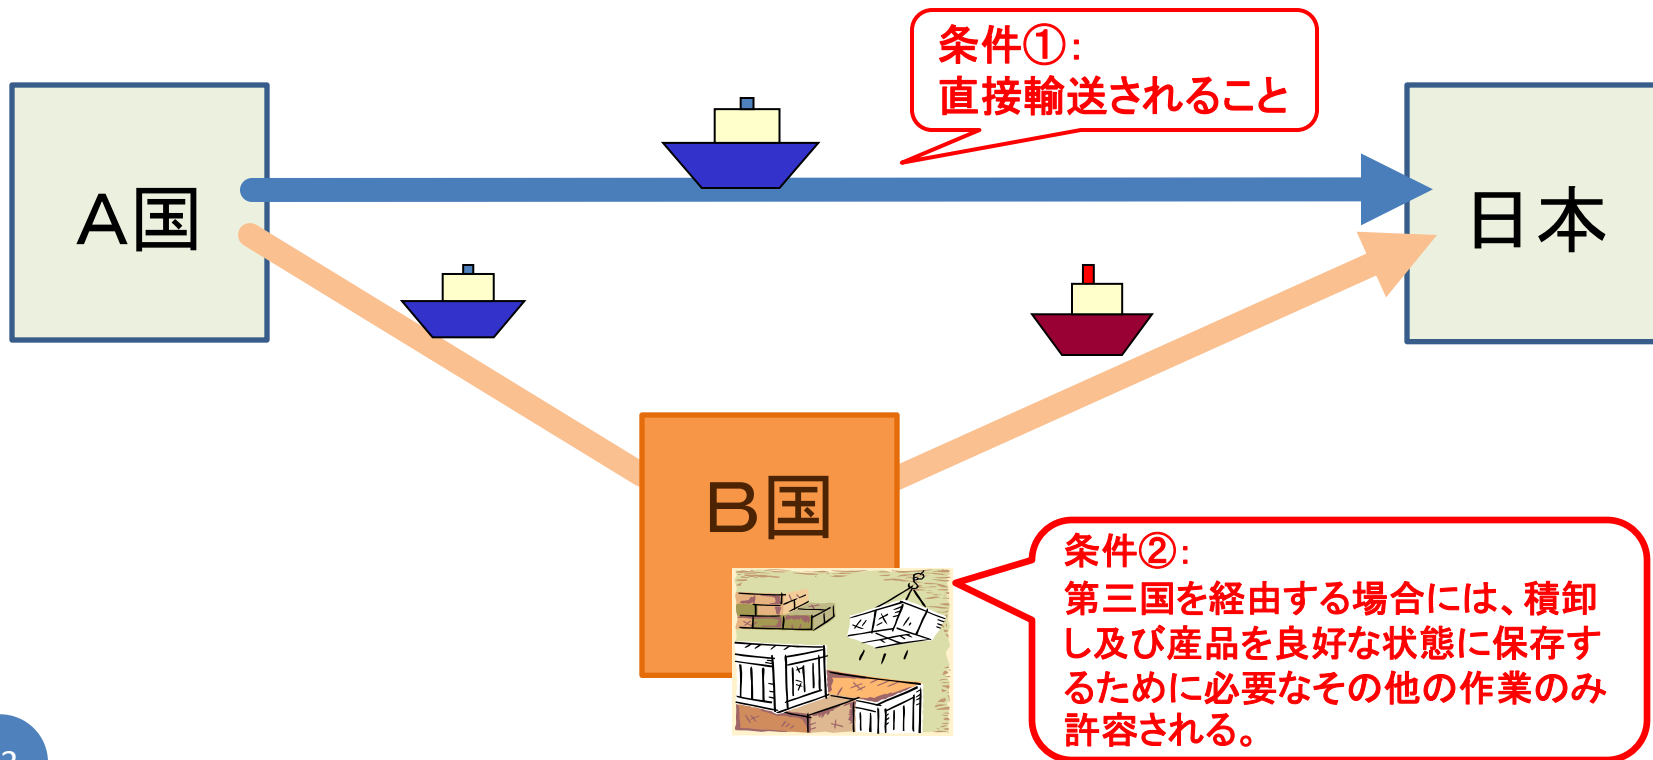 条件①：
直接輸送されること
A国
日本
B国
条件②：
第三国を経由する場合には、積卸
し及び産品を良好な状態に保存す
るために必要なその他の作業のみ
許容される。